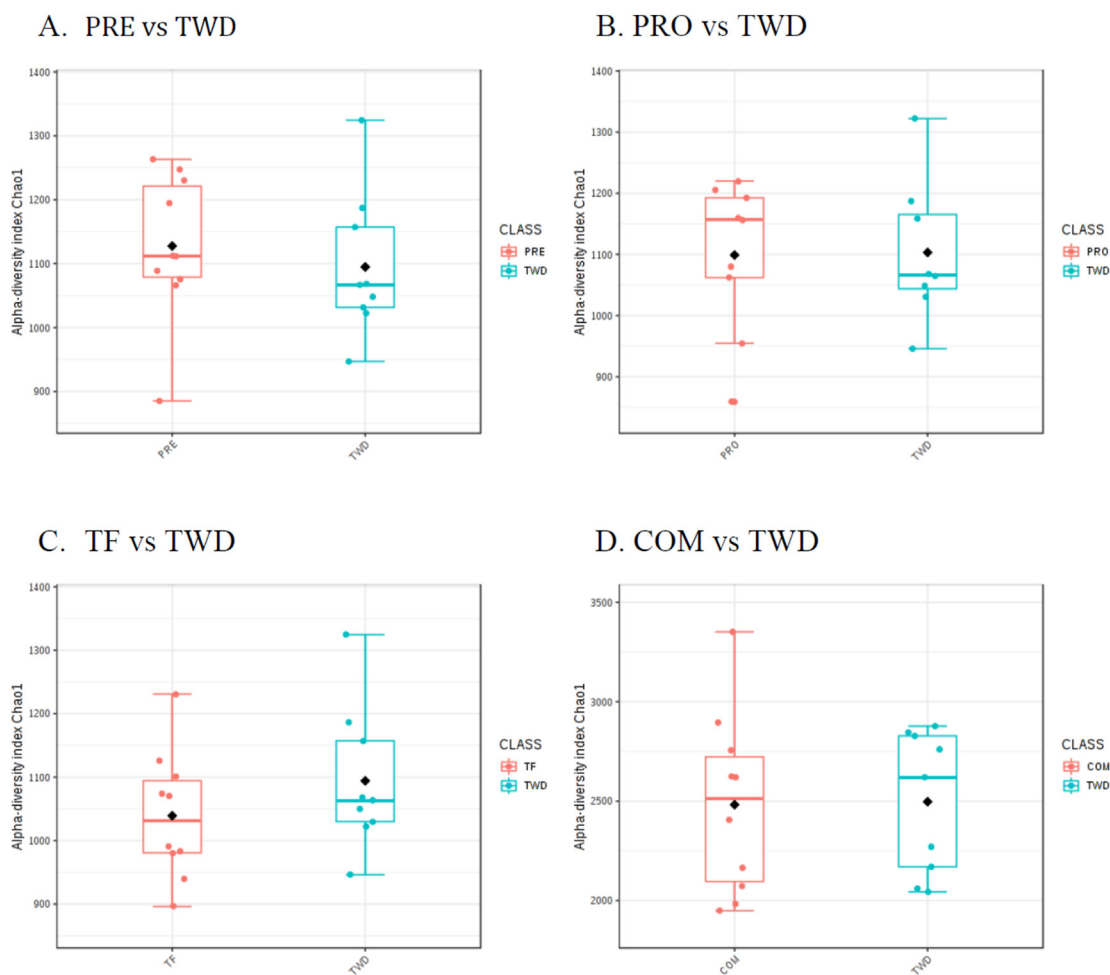 A. PRE vs TWD
1400
1300
1200
1100
1000
900
Alpha-diversity index Chao1
PRE
TWD
CLASS
PRE
TWD
B. PRO vs TWD
1400
1300
1200
1100
1000
900
Alpha-diversity index Chao1
PRO
TWD
CLASS
PRO
TWD
C. TF vs TWD
1400
1300
1200
1100
1000
900
Alpha-diversity index Chao1
TF
TWD
CLASS
TF
TWD
D. COM vs TWD
3500
3000
2500
2000
Alpha-diversity index Chao1
COM
TWD
CLASS
COM
TWD